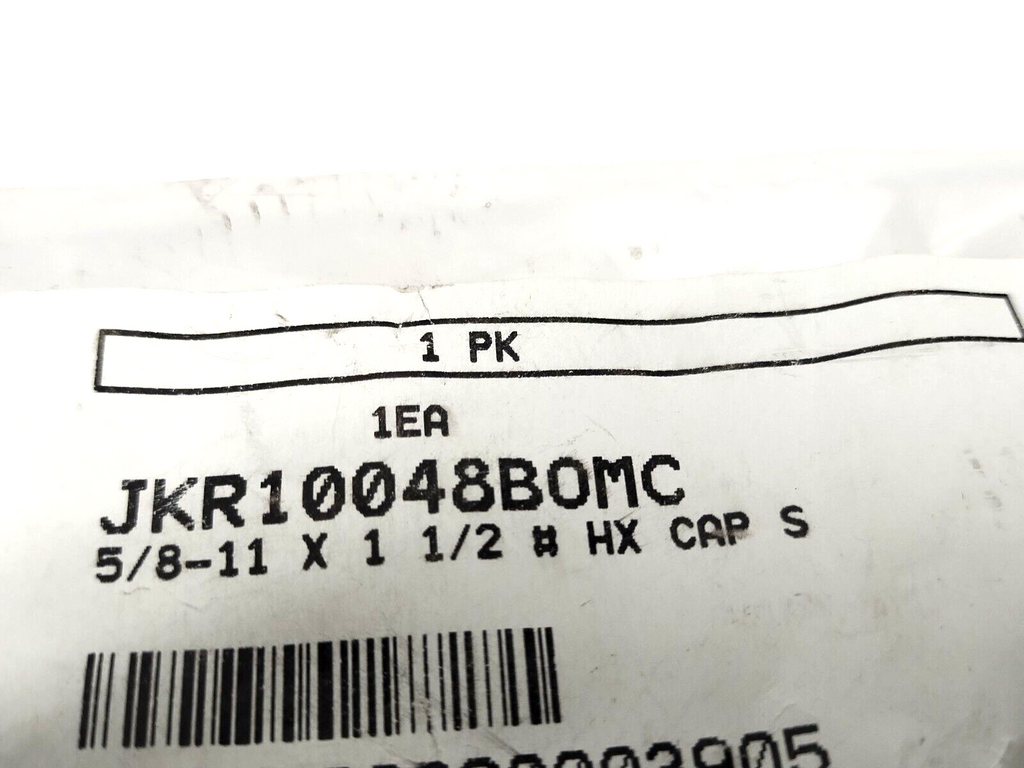 1 PK
1EA
JKR10048BOMC
5/8-11 X 1 1/2 # HX CAP S